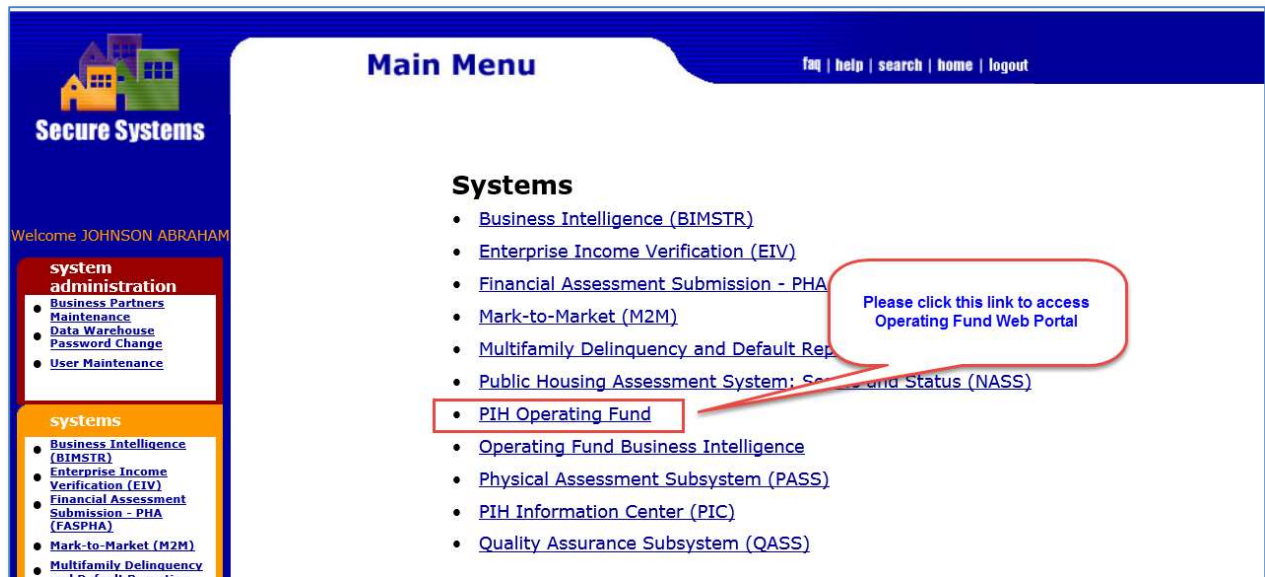 Main Menu
faq | help | search | home | logout
Secure Systems
Welcome JOHNSON ABRAHAM
system
administration
Business Partners
Maintenance
Data Warehouse
Password Change
User Maintenance
systems
Business Intelligence
(BIMSTR)
Enterprise Income
Verification (EIV)
Financial Assessment
Submission - PHA
(FASPHA)
Mark-to-Market (M2M)
Multifamily Delinquency
and Default Reporting
Systems
Business Intelligence (BIMSTR)
Enterprise Income Verification (EIV)
Financial Assessment Submission - PHA
Mark-to-Market (M2M)
Multifamily Delinquency and Default Rep
Public Housing Assessment System: and Status (NASS)
PIH Operating Fund
Operating Fund Business Intelligence
Physical Assessment Subsystem (PASS)
PIH Information Center (PIC)
Quality Assurance Subsystem (QASS)
Please click this link to access
Operating Fund Web Portal